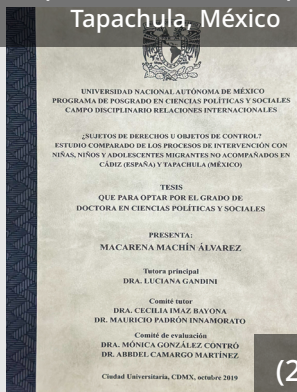 Tapachula, México
UNIVERSIDAD NACIONAL AUTÓNOMA DE MÉXICO
PROGRAMA DE POSGRADO EN CIENCIAS POLÍTICAS Y SOCIALES
CAMPO DISCIPLINARIO RELACIONES INTERNACIONALES
¿SUJETOS DE DERECHOS U OBJETOS DE CONTROL?
ESTUDIO COMPARADO DE LOS PROCESOS DE INTERVENCIÓN CON
NIÑAS, NIÑOS Y ADOLESCENTES MIGRANTES NO ACOMPAÑADOS EN
CÁDIZ (ESPAÑA) Y TAPACHULA (MÉXICO)
TESIS
QUE PARA OPTAR POR EL GRADO DE
DOCTORA EN CIENCIAS POLÍTICAS Y SOCIALES
PRESENTA:
MACARENA MACHÍN ÁLVAREZ
Tutora principal
DRA. LUCIANA GANDINI
Comité tutor
DRA. CECILIA IMAZ BAYONA
DR. MAURICIO PADRÓN INNAMORATO
Comité de evaluación
DRA. MÓNICA GONZÁLEZ CONTRÓ
DR. ABBDEL CAMARGO MARTÍNEZ
(2
Ciudad Universitaria, CDMX, octubre 2019